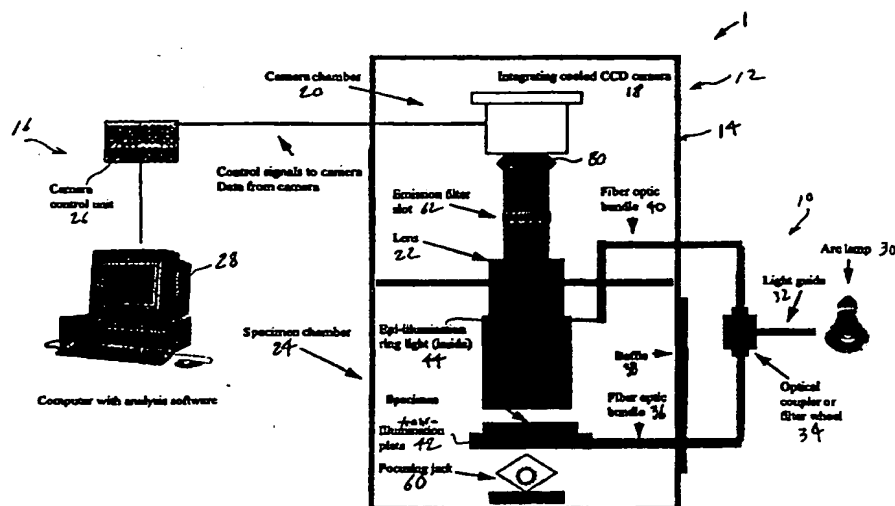 1
Camera chamber
20
Integrating cooled CCD camera
18
12
14
16
Camera
control unit
26
Control signals to camera
Data from camera
80
Emission filter
slot 62
Fiber optic
bundle 40
10
Arc lamp 30
Lens
22
Light guide
32
28
Specimen chamber
24
Epi-illumination
ring light (inside)
44
Baffle
38
Computer with analysis software
Specimen
Fiber optic
bundle 36
Optical
coupler or
filter wheel
34
Illumination
plate 42
Focusing jack
60